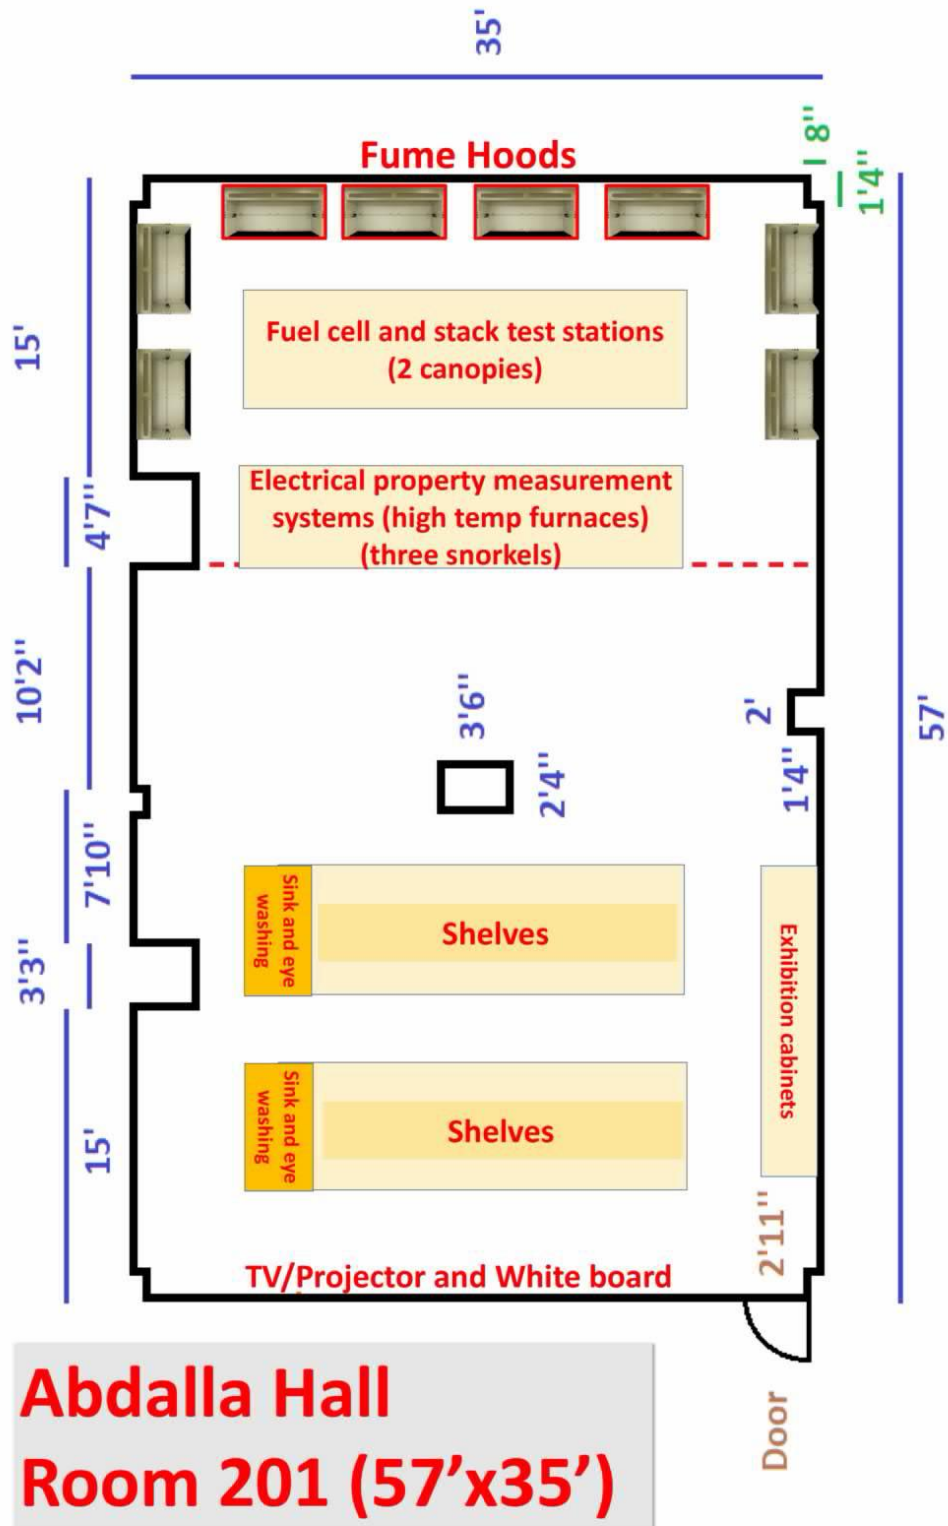 35'
8''
1'4''
Fume Hoods
15'
Fuel cell and stack test stations
(2 canopies)
4'7''
Electrical property measurement
systems (high temp furnaces)
(three snorkels)
10'2''
3'6''
2'4''
2'
1'4''
57'
7'10''
Sink and eye
washing
Shelves
3'3''
Exhibition cabinets
15'
Sink and eye
washing
Shelves
2'11''
TV/Projector and White board
Door
Abdalla Hall
Room 201 (57’x35’)